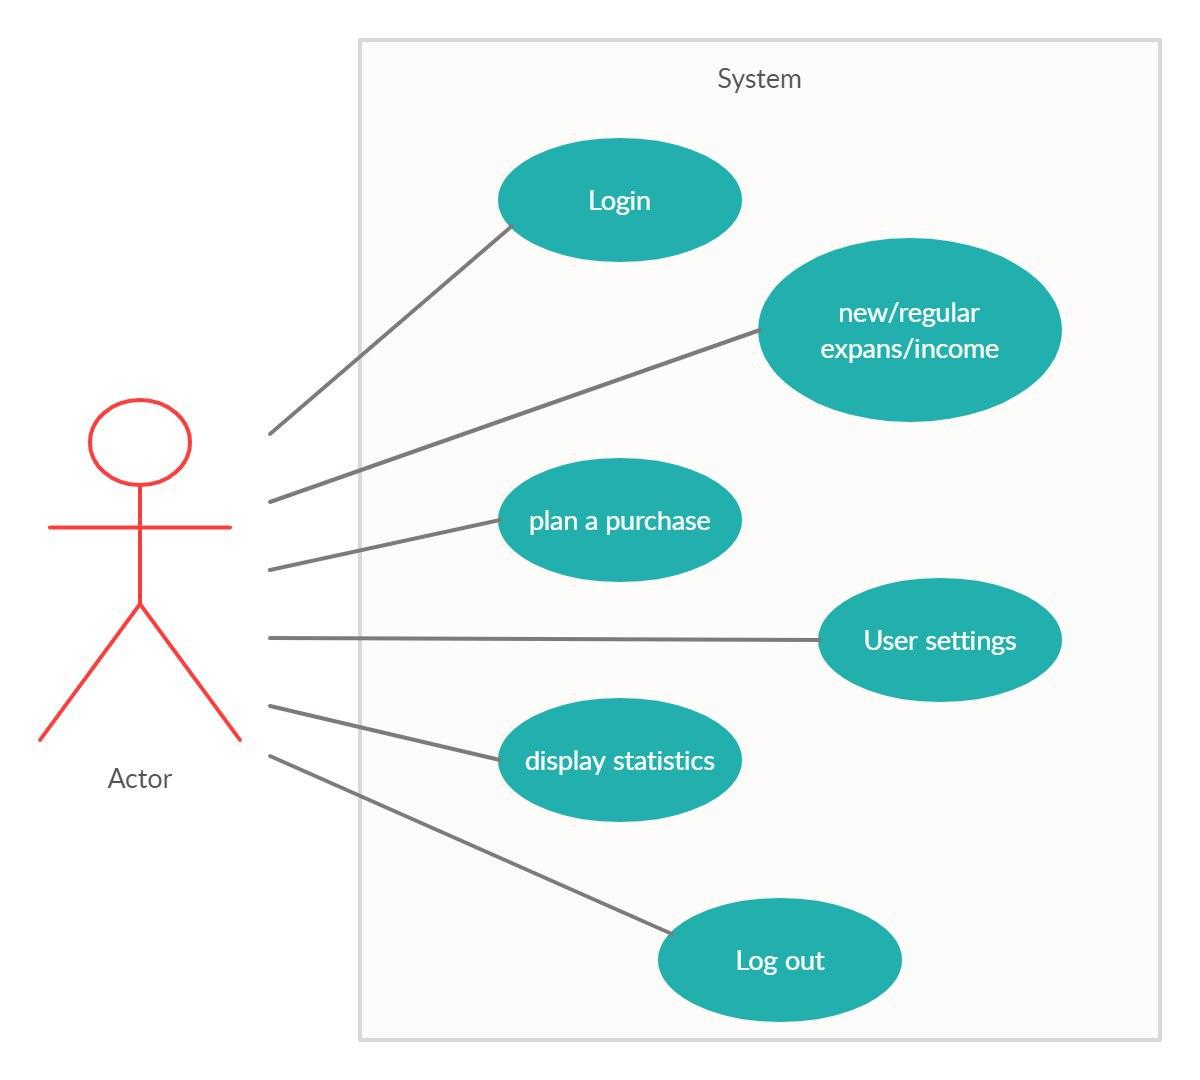 System
Login
new/regular
expans/income
plan a purchase
User settings
display statistics
Actor
Log out